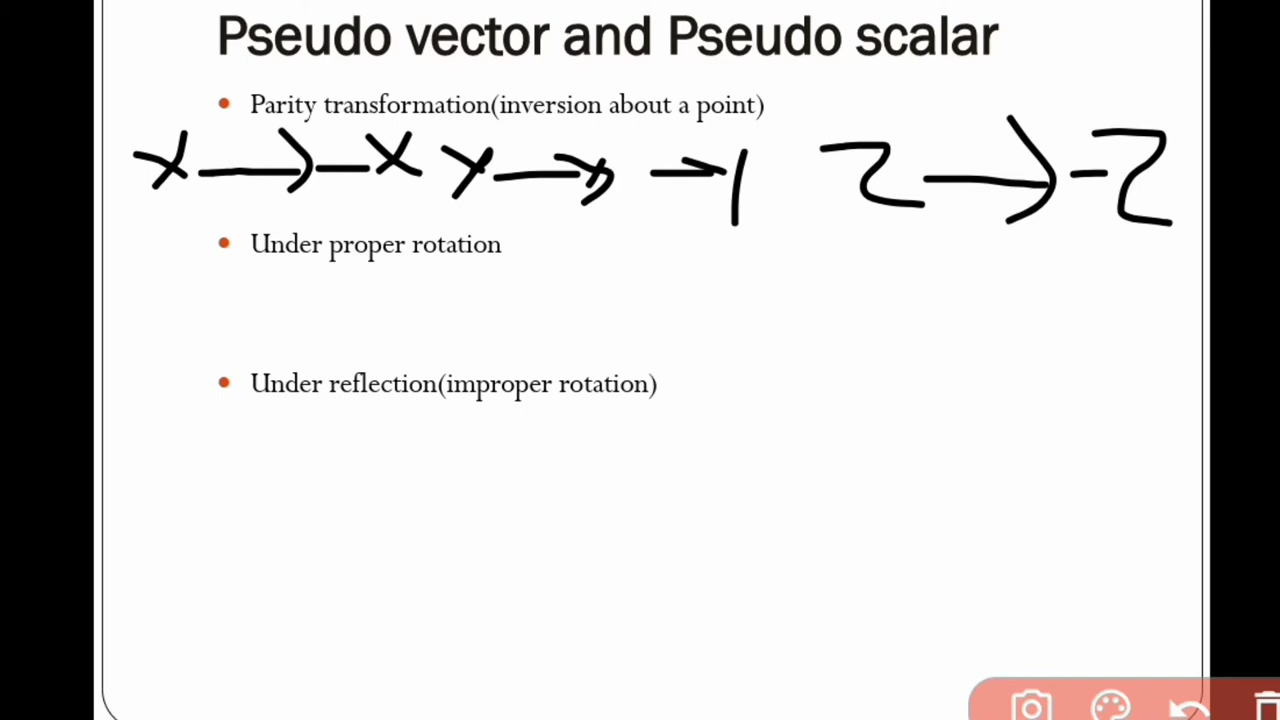 Pseudo vector and Pseudo scalar
Parity transformation(inversion about a point)
x → -x y → -y z → -z
Under proper rotation
Under reflection(improper rotation)